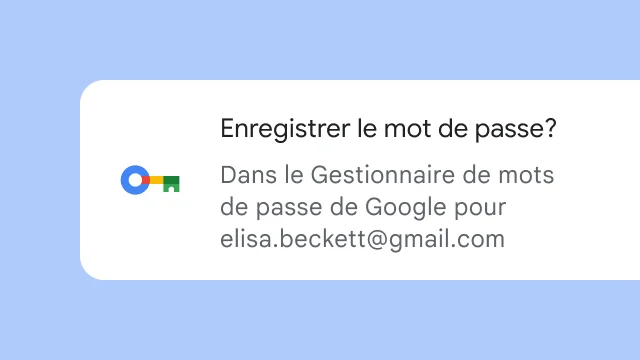 Enregistrer le mot de passe?
Dans le Gestionnaire de mots
de passe de Google pour
elisa.beckett@gmail.com